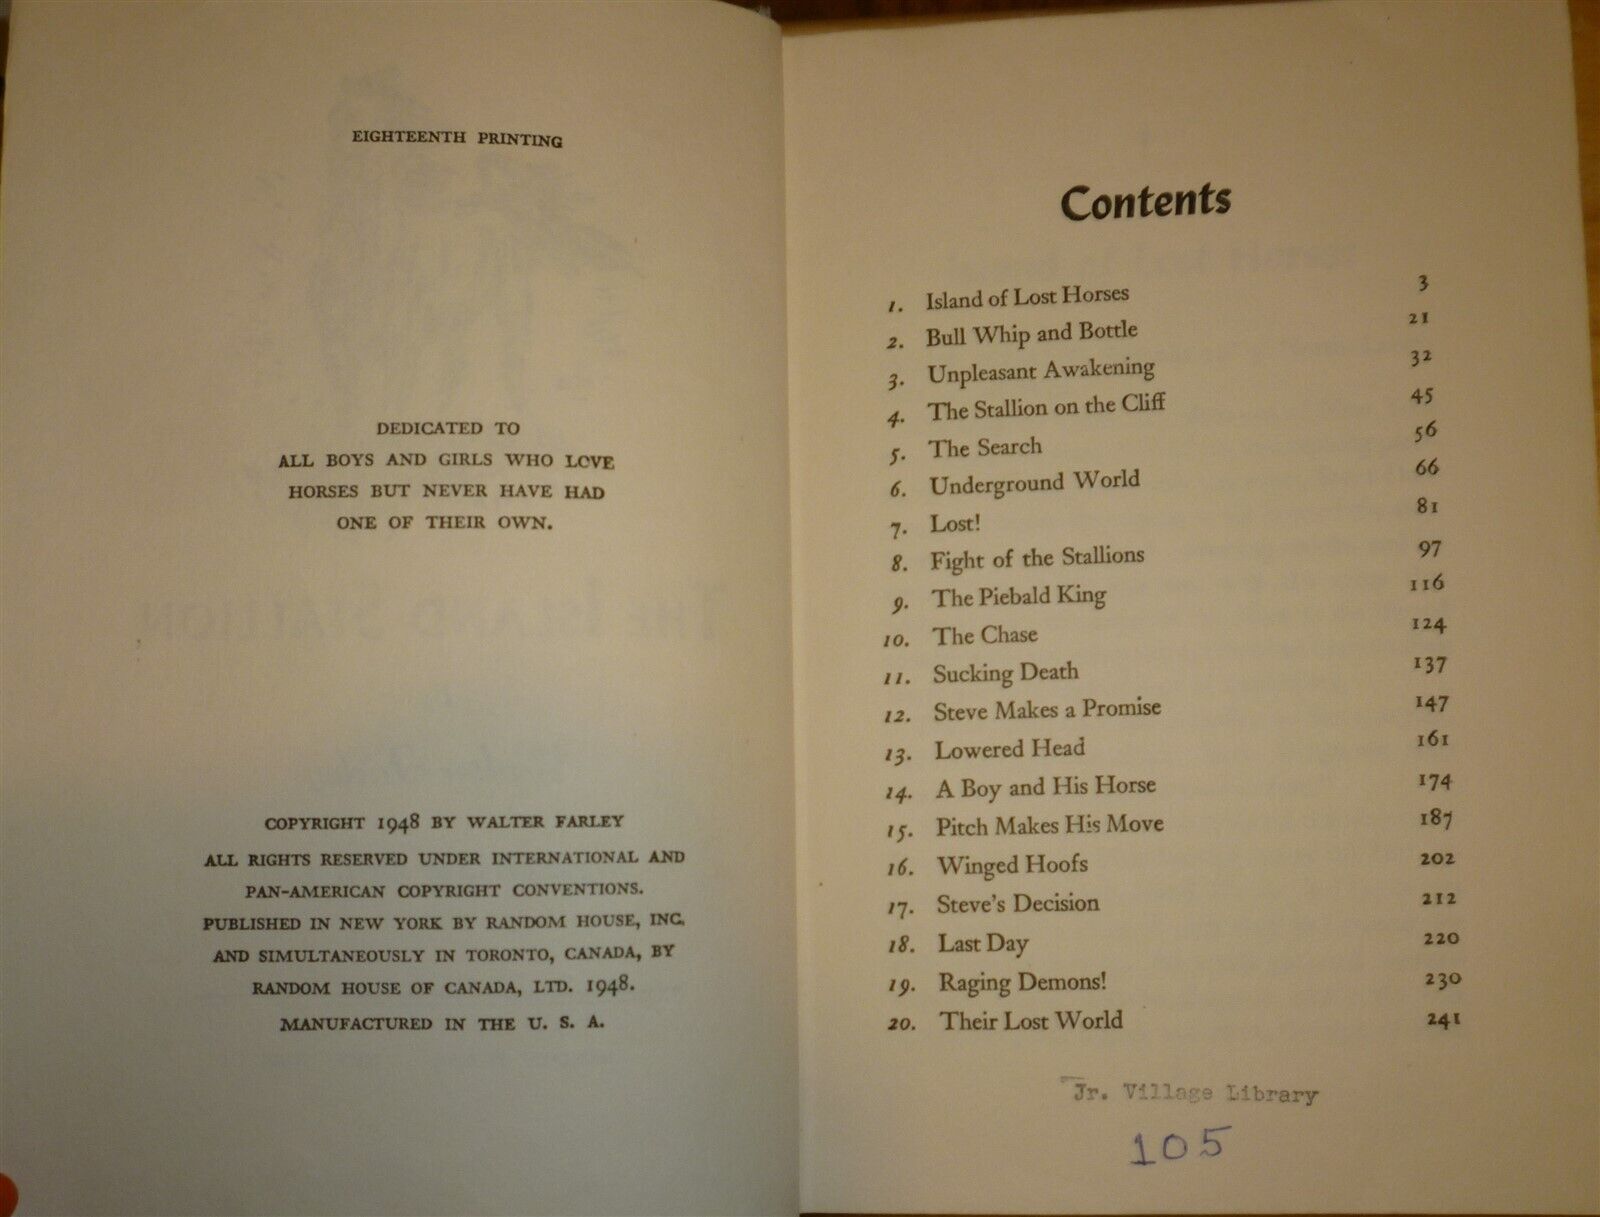 EIGHTEENTH PRINTING
DEDICATED TO
ALL BOYS AND GIRLS WHO LOVE
HORSES BUT NEVER HAVE HAD
ONE OF THEIR OWN.
COPYRIGHT 1948 BY WALTER FARLEY
ALL RIGHTS RESERVED UNDER INTERNATIONAL AND
PAN-AMERICAN COPYRIGHT CONVENTIONS.
PUBLISHED IN NEW YORK BY RANDOM HOUSE, INC.
AND SIMULTANEOUSLY IN TORONTO, CANADA, BY
RANDOM HOUSE OF CANADA, LTD. 1948.
MANUFACTURED IN THE U. S. A.
Contents
1. Island of Lost Horses 3
2. Bull Whip and Bottle 21
3. Unpleasant Awakening 32
4. The Stallion on the Cliff 45
5. The Search 56
6. Underground World 66
7. Lost! 81
8. Fight of the Stallions 97
9. The Piebald King 116
10. The Chase 124
11. Sucking Death 137
12. Steve Makes a Promise 147
13. Lowered Head 161
14. A Boy and His Horse 174
15. Pitch Makes His Move 187
16. Winged Hoofs 202
17. Steve's Decision 212
18. Last Day 220
19. Raging Demons! 230
20. Their Lost World 241
Jr. Village Library
105